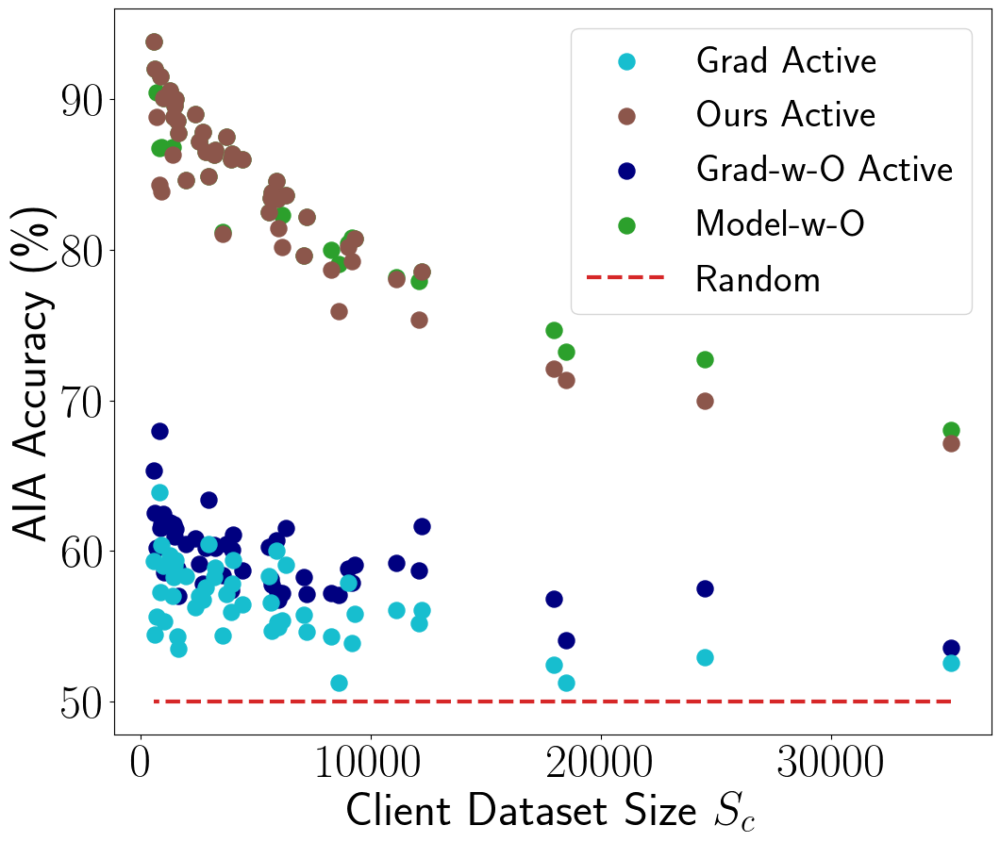 Grad Active
Ours Active
Grad-w-O Active
Model-w-O
Random
AIA Accuracy (%)
90
80
70
60
50
0 10000 20000 30000
Client Dataset Size $S_c$